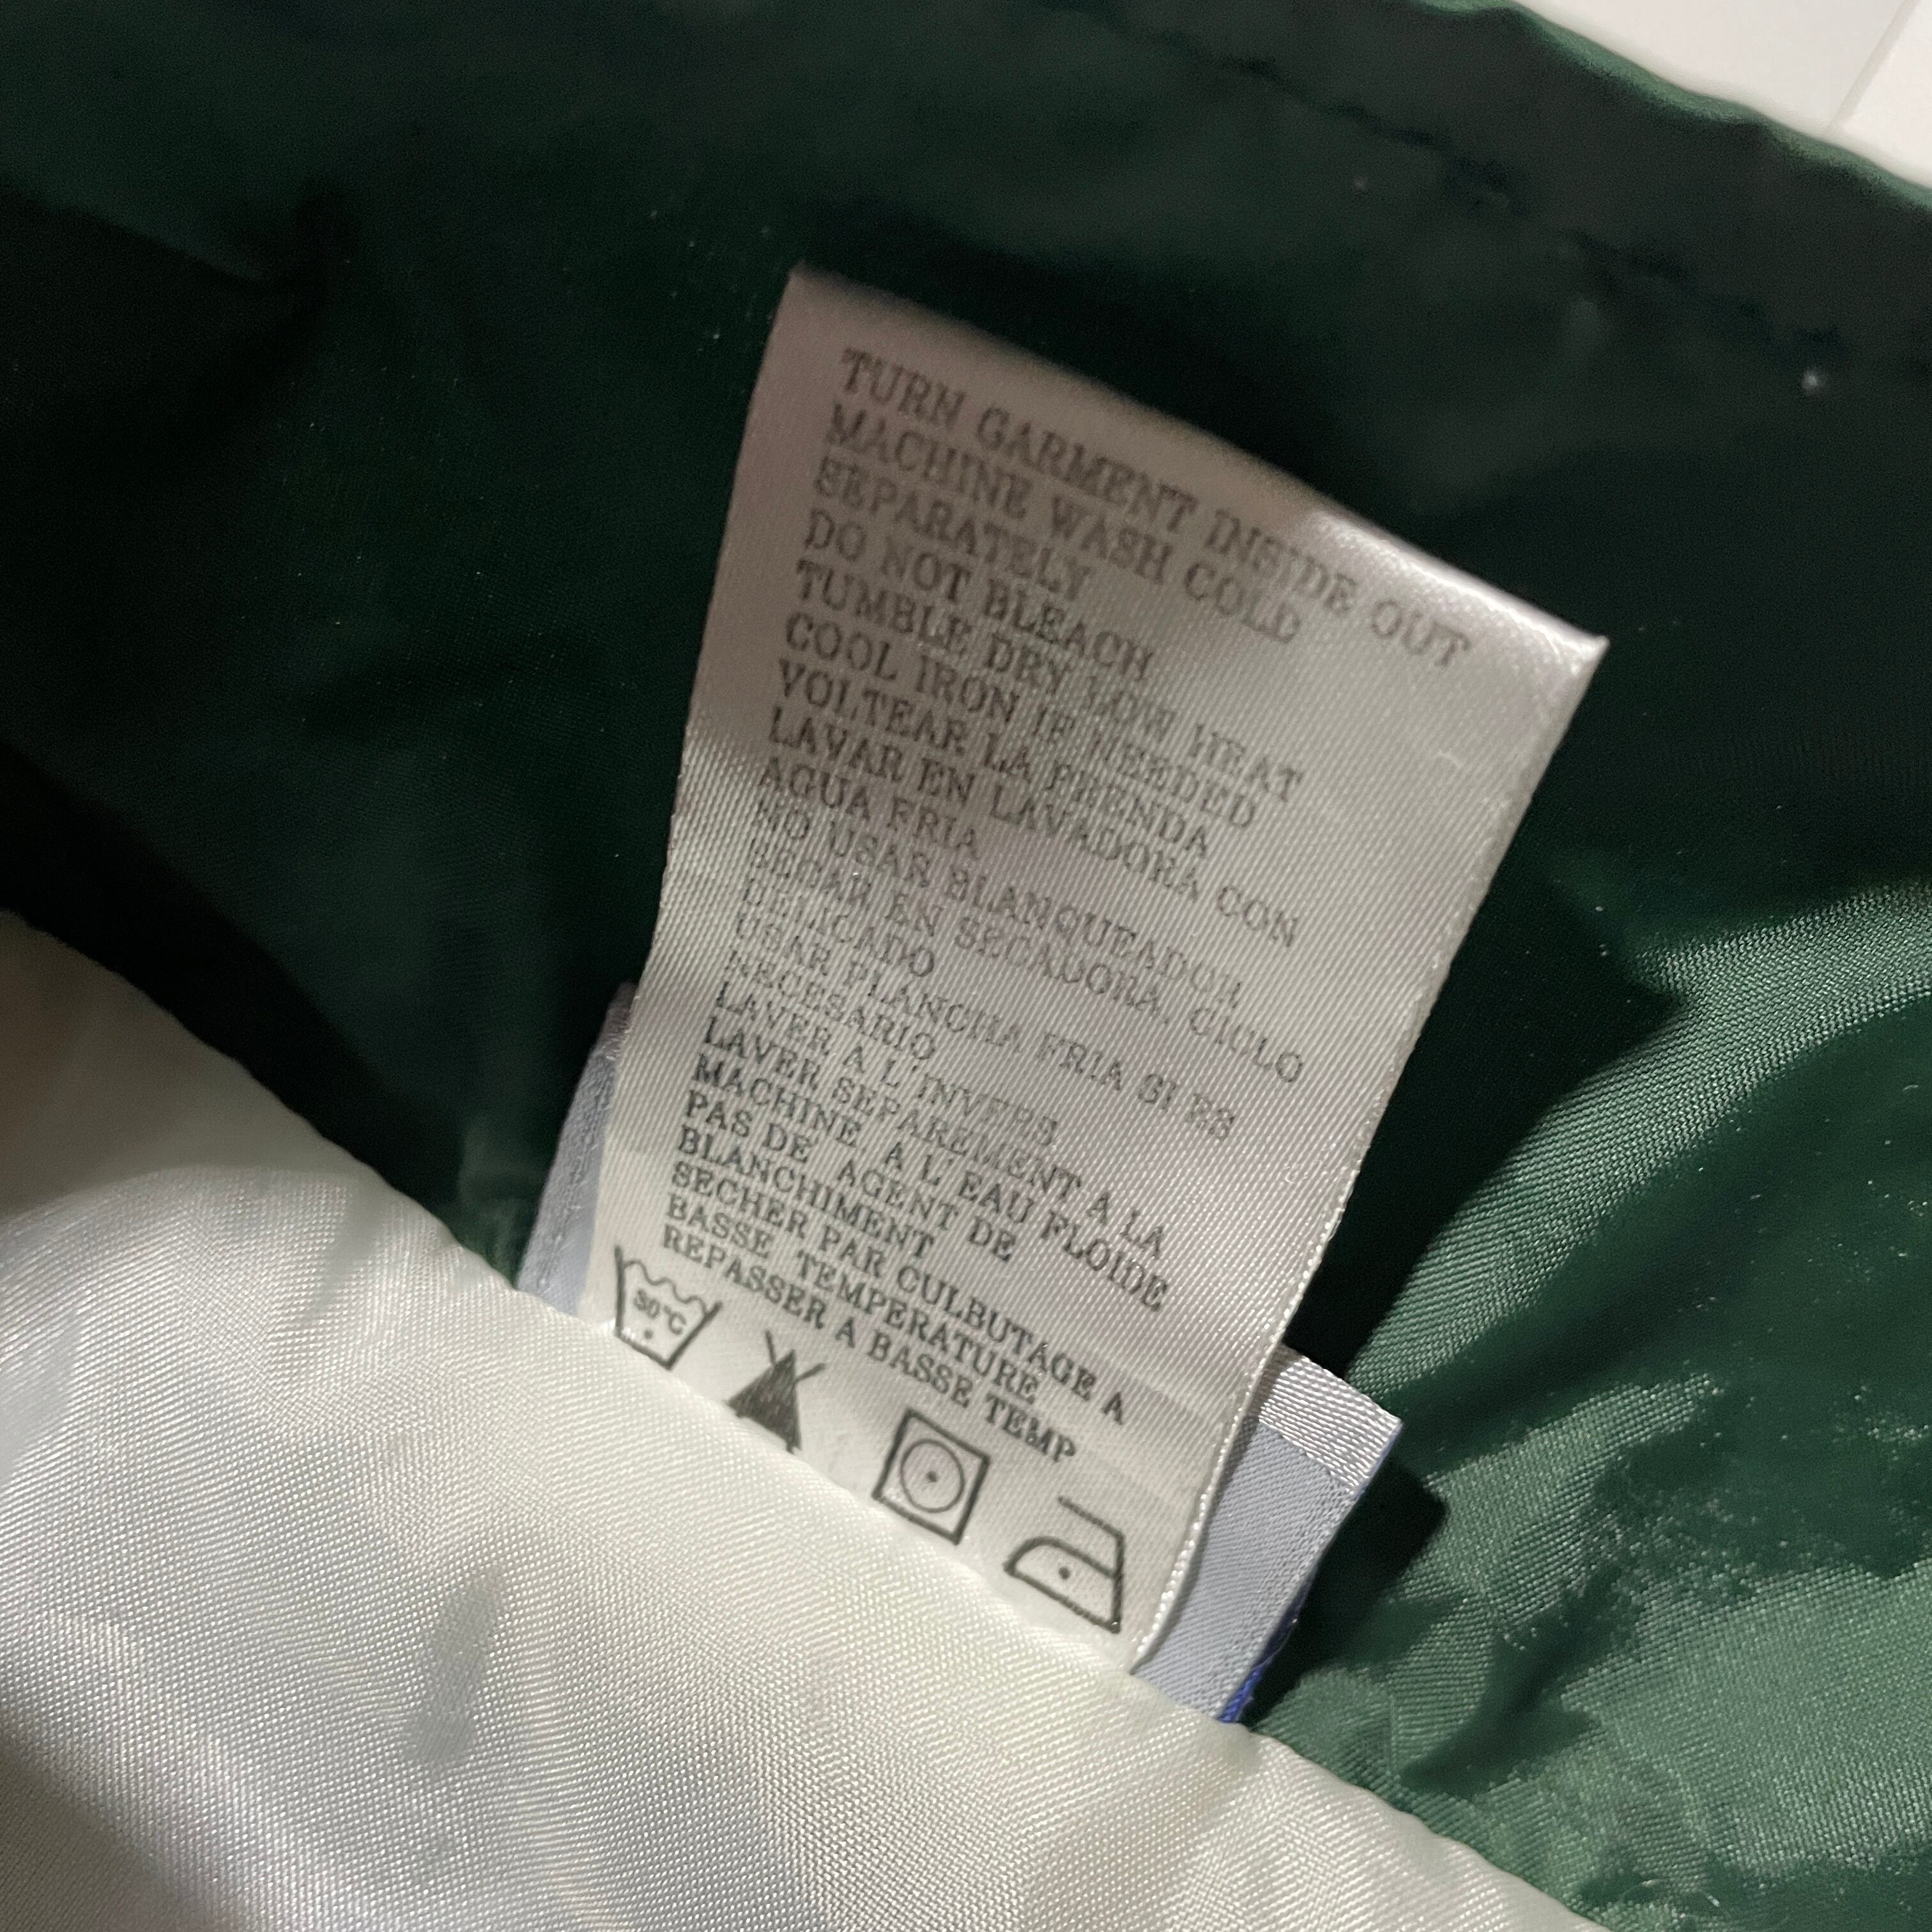 TURN GARMENT INSIDE OUT
MACHINE WASH COLD
SEPARATELY
DO NOT BLEACH
TUMBLE DRY LOW HEAT
COOL IRON IF NEEDED
VOLTEAR LA PRENDA
LAVAR EN LAVADORA CON
AGUA FRIA
NO USAR BLANQUEADOR
SECAR EN SECADORA, CICILO
DELICADO
USAR PLANCHA FRIA SI ES
NECESARIO
LAVER A L'INVERS
LAVER SEPAREMENT A LA
MACHINE, A L'EAU FLOIDE
PAS DE AGENT DE
BLANCHIMENT
SECHER PAR CULBUTAGE A
BASSE TEMPERATURE
REPASSER A BASSE TEMP
30°C